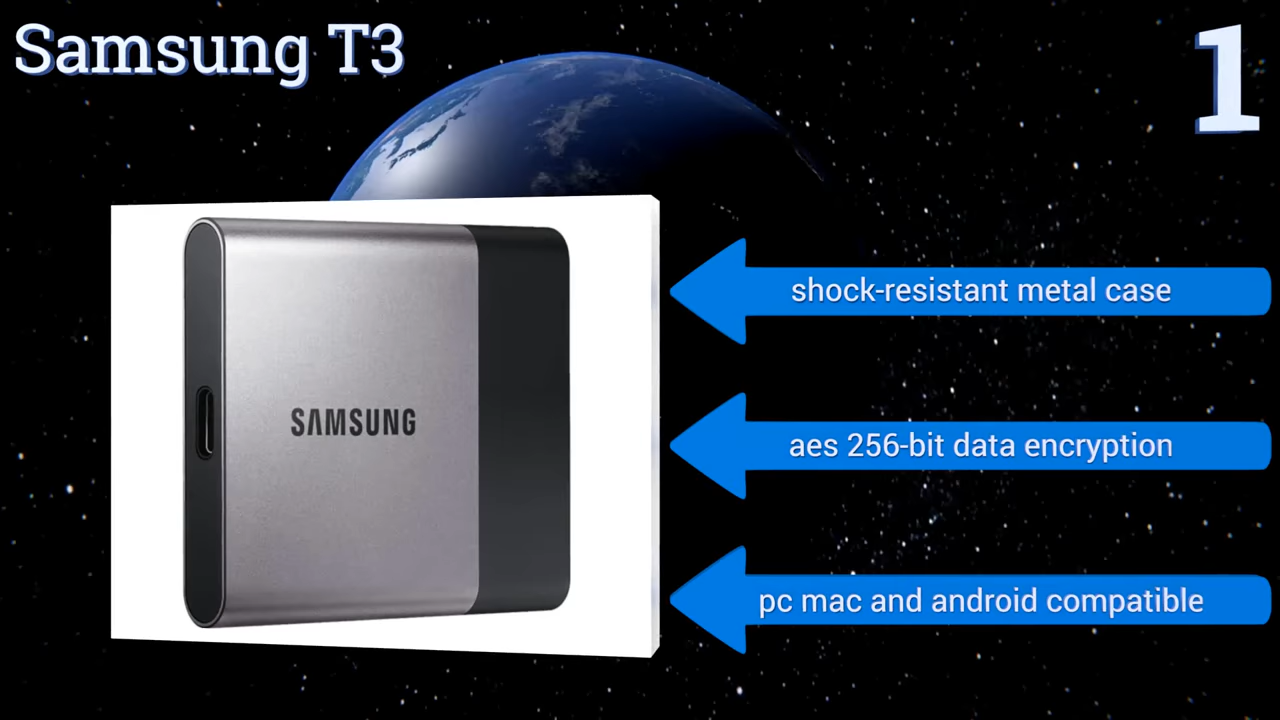 Samsung T3
1
SAMSUNG
shock-resistant metal case
aes 256-bit data encryption
pc mac and android compatible